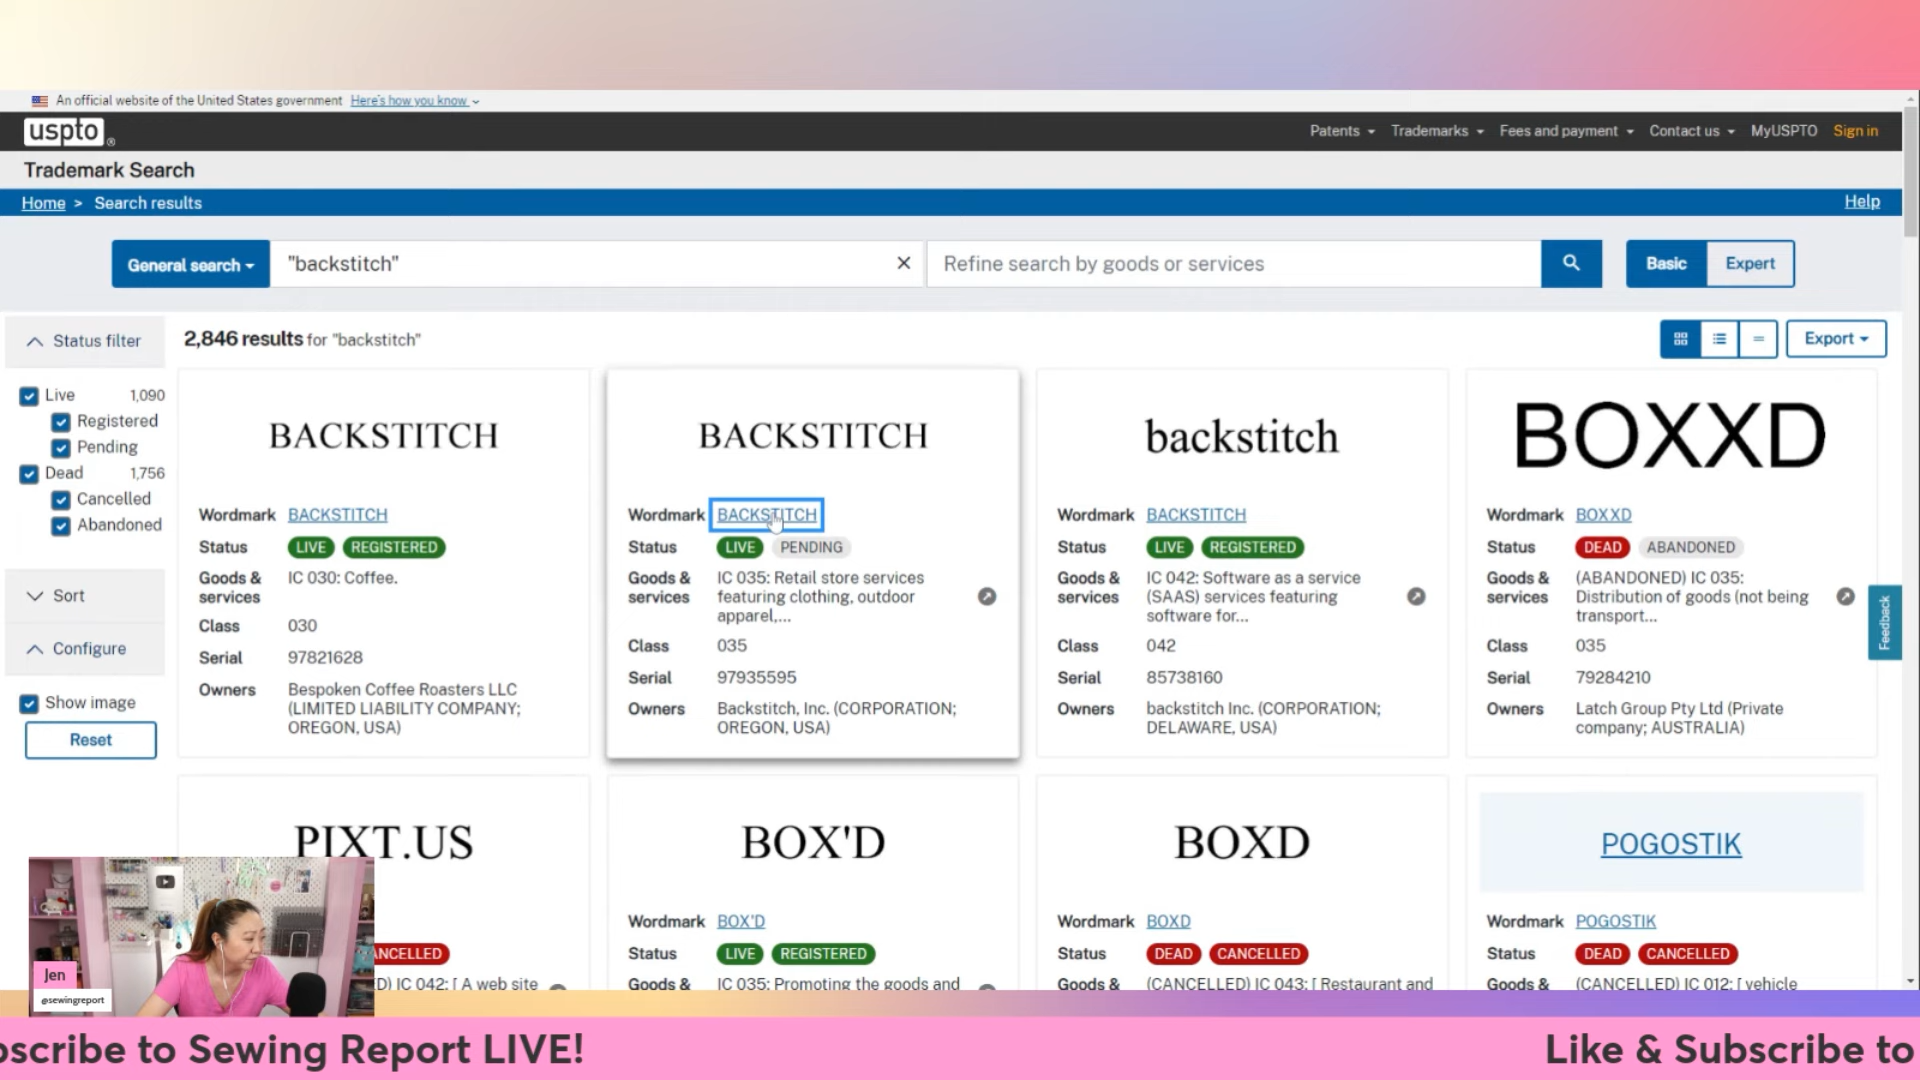 An official website of the United States government Here's how you know
uspto®
Patents Trademarks Fees and payment Contact us MyUSPTO Sign in
Trademark Search
Home > Search results
Help
General search
"backstitch"
Refine search by goods or services
Basic
Expert
Status filter
Live 1,090
Registered
Pending
Dead 1,756
Cancelled
Abandoned
Sort
Configure
Show image
Reset
2,846 results for "backstitch"
Export
BACKSTITCH
Wordmark BACKSTITCH
Status LIVE REGISTERED
Goods & services IC 030: Coffee.
Class 030
Serial 97821628
Owners Bespoken Coffee Roasters LLC
(LIMITED LIABILITY COMPANY;
OREGON, USA)
BACKSTITCH
Wordmark BACKSTITCH
Status LIVE PENDING
Goods & services IC 035: Retail store services
featuring clothing, outdoor
apparel,...
Class 035
Serial 97935595
Owners Backstitch, Inc. (CORPORATION;
OREGON, USA)
backstitch
Wordmark BACKSTITCH
Status LIVE REGISTERED
Goods & services IC 042: Software as a service
(SAAS) services featuring
software for...
Class 042
Serial 85738160
Owners backstitch Inc. (CORPORATION;
DELAWARE, USA)
BOXXD
Wordmark BOXXD
Status DEAD ABANDONED
Goods & services (ABANDONED) IC 035:
Distribution of goods (not being
transport...
Class 035
Serial 79284210
Owners Latch Group Pty Ltd (Private
company; AUSTRALIA)
Feedback
PIXT.US
ANCELLED
D) IC 042: [ A web site
BOX'D
Wordmark BOX'D
Status LIVE REGISTERED
Goods & IC 035: Promoting the goods and
BOXD
Wordmark BOXD
Status DEAD CANCELLED
Goods & (CANCELLED) IC 043: [ Restaurant and
POGOSTIK
Wordmark POGOSTIK
Status DEAD CANCELLED
Goods & (CANCELLED) IC 012: [ vehicle
Jen
@sewingreport
bscribe to Sewing Report LIVE!
Like & Subscribe to